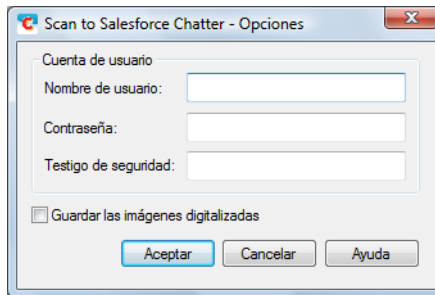 Scan to Salesforce Chatter - Opciones
Cuenta de usuario
Nombre de usuario:
Contraseña:
Testigo de seguridad:
Guardar las imágenes digitalizadas
Aceptar Cancelar Ayuda